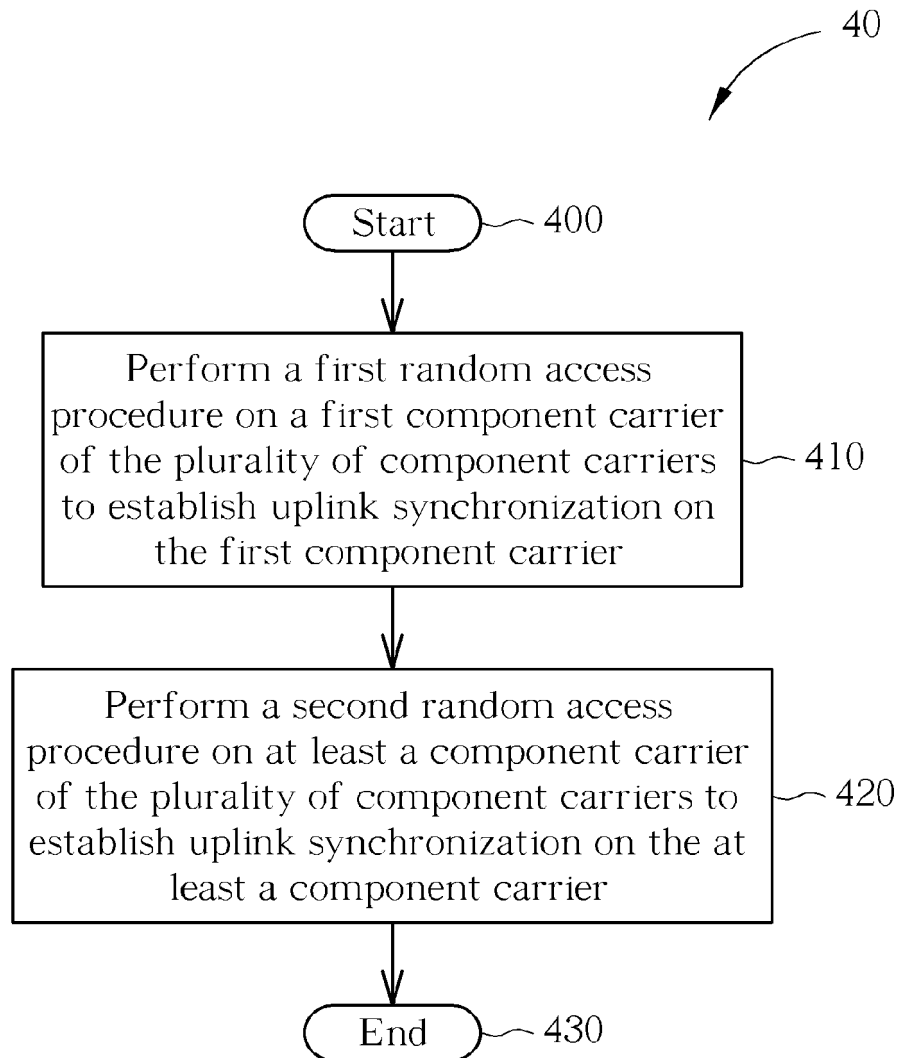 40
Start
400
Perform a first random access
procedure on a first component carrier
of the plurality of component carriers
to establish uplink synchronization on
the first component carrier
410
Perform a second random access
procedure on at least a component carrier
of the plurality of component carriers to
establish uplink synchronization on the at
least a component carrier
420
End
430